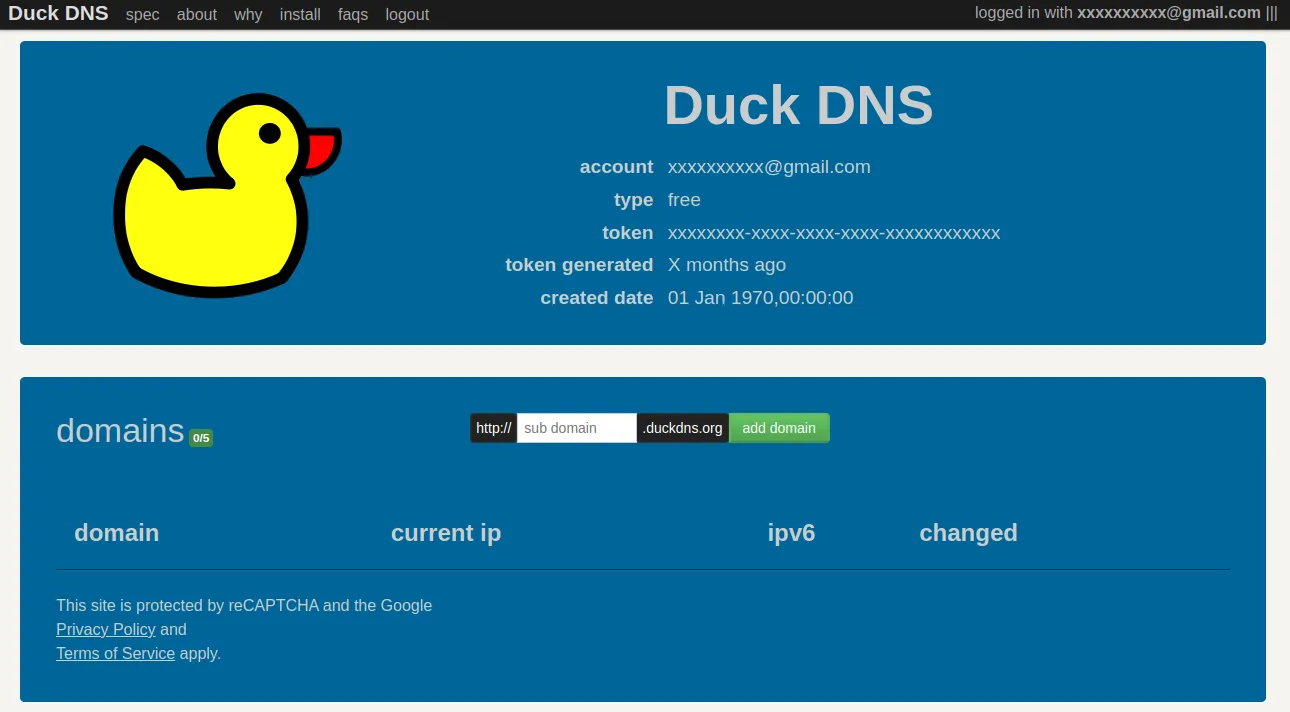 Duck DNS spec about why install faqs logout logged in with xxxxxxxxxx@gmail.com |||
Duck DNS
account xxxxxxxxxx@gmail.com
type free
token xxxxxxxx-xxxx-xxxx-xxxx-xxxxxxxxxxxx
token generated X months ago
created date 01 Jan 1970,00:00:00
domains 0/5 http:// sub domain .duckdns.org add domain
domain current ip ipv6 changed
This site is protected by reCAPTCHA and the Google
Privacy Policy and
Terms of Service apply.